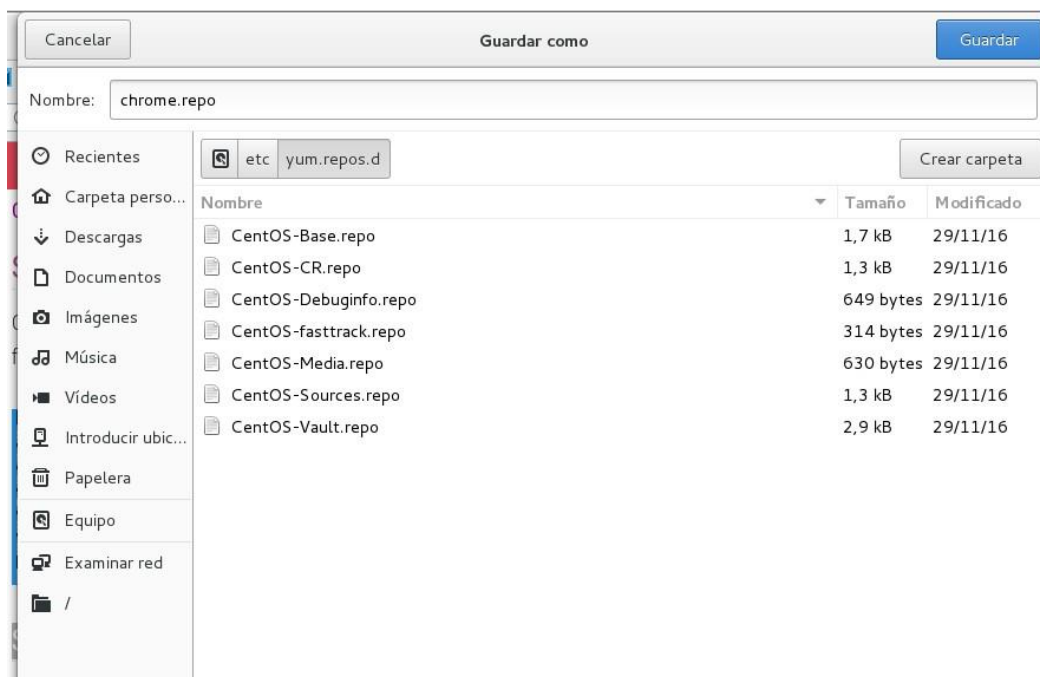 Cancelar Guardar como Guardar
Nombre: chrome.repo
Recientes
Carpeta perso...
Descargas
Documentos
Imágenes
Música
Vídeos
Introducir ubic...
Papelera
Equipo
Examinar red
/
etc yum.repos.d Crear carpeta
Nombre Tamaño Modificado
CentOS-Base.repo 1,7 kB 29/11/16
CentOS-CR.repo 1,3 kB 29/11/16
CentOS-Debuginfo.repo 649 bytes 29/11/16
CentOS-fasttrack.repo 314 bytes 29/11/16
CentOS-Media.repo 630 bytes 29/11/16
CentOS-Sources.repo 1,3 kB 29/11/16
CentOS-Vault.repo 2,9 kB 29/11/16